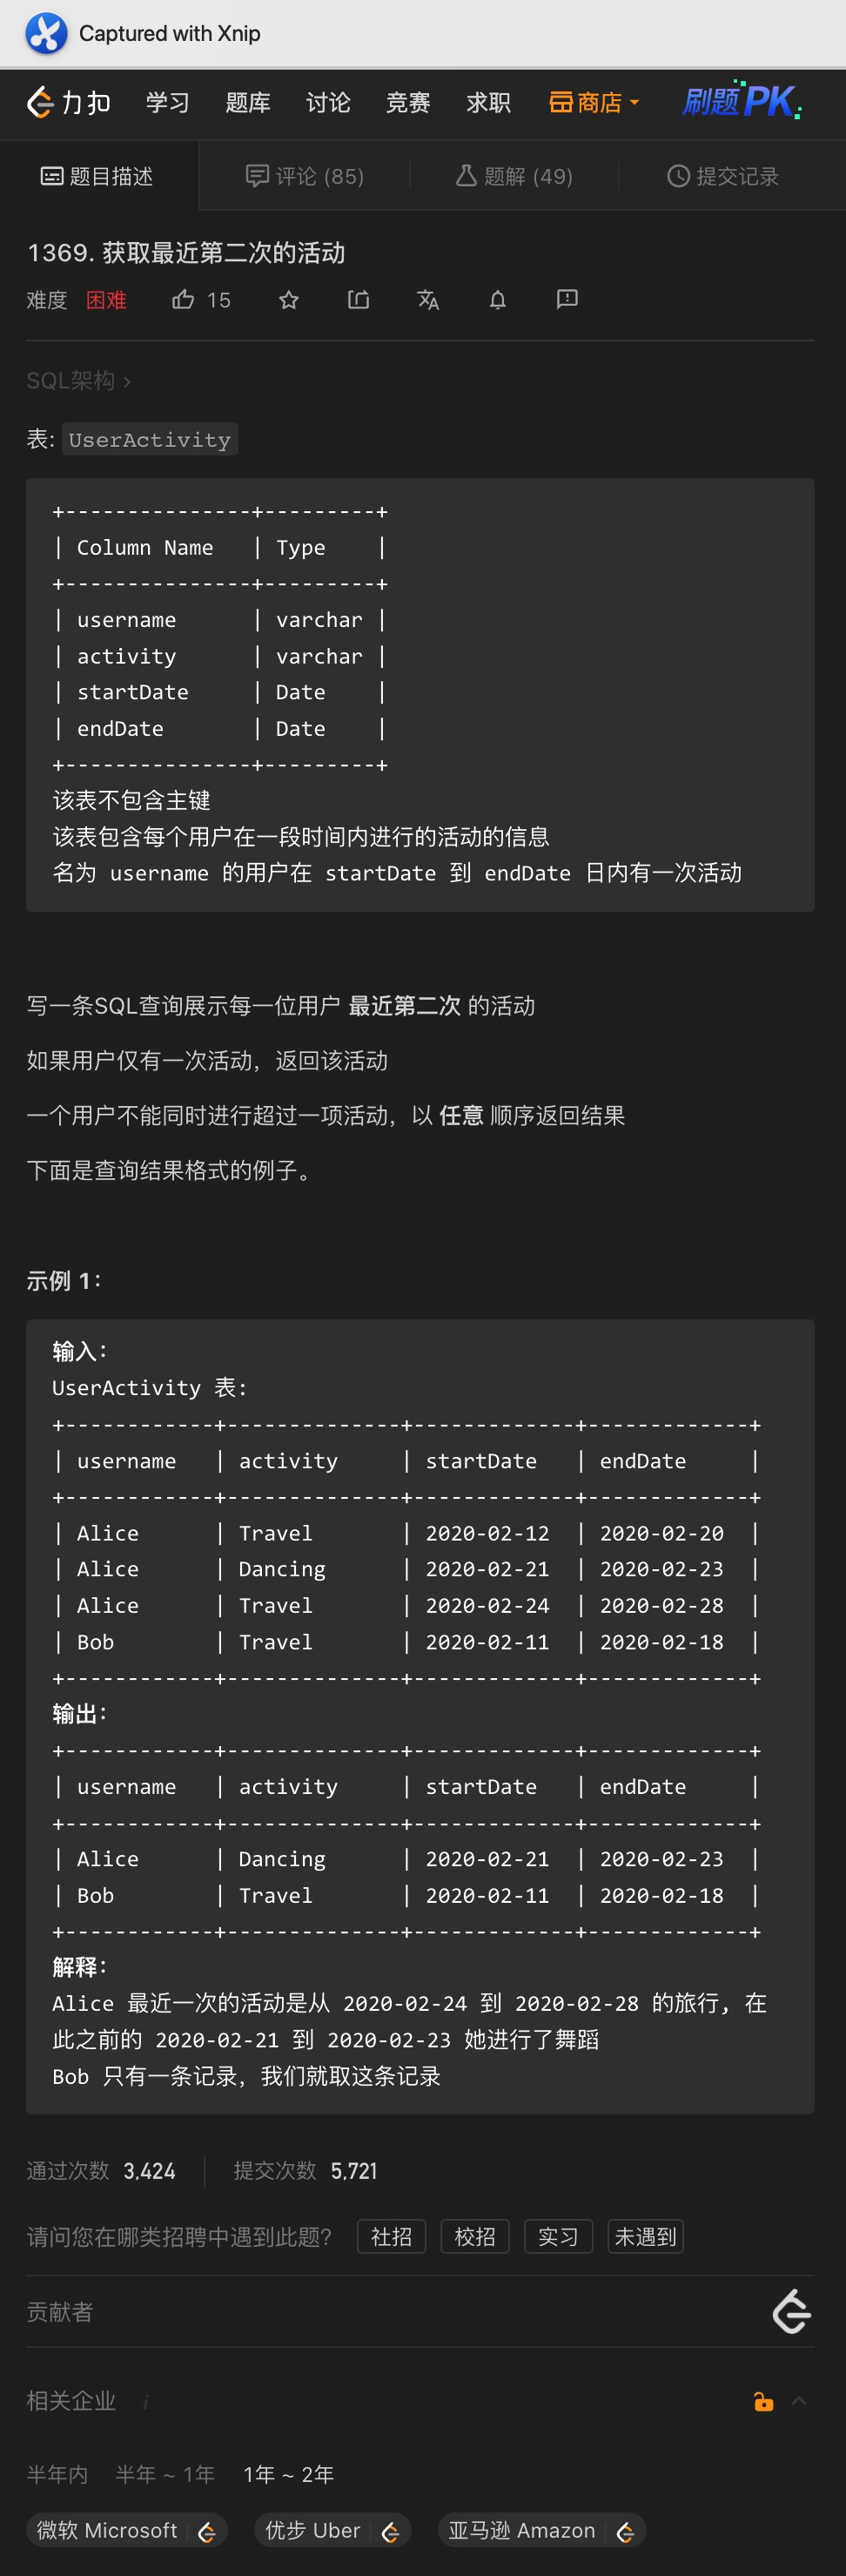 Captured with Xnip
力扣 学习 题库 讨论 竞赛 求职 商店 刷题PK
题目描述 评论 (85) 题解 (49) 提交记录
1369. 获取最近第二次的活动
难度 困难 15
SQL架构 ›
表: UserActivity
+---------------+---------+
| Column Name   | Type    |
+---------------+---------+
| username      | varchar |
| activity      | varchar |
| startDate     | Date    |
| endDate       | Date    |
+---------------+---------+
该表不包含主键
该表包含每个用户在一段时间内进行的活动的信息
名为 username 的用户在 startDate 到 endDate 日内有一次活动
写一条SQL查询展示每一位用户 最近第二次 的活动
如果用户仅有一次活动，返回该活动
一个用户不能同时进行超过一项活动，以 任意 顺序返回结果
下面是查询结果格式的例子。
示例 1：
输入：
UserActivity 表:
+------------+--------------+-------------+-------------+
| username   | activity     | startDate   | endDate     |
+------------+--------------+-------------+-------------+
| Alice      | Travel       | 2020-02-12  | 2020-02-20  |
| Alice      | Dancing      | 2020-02-21  | 2020-02-23  |
| Alice      | Travel       | 2020-02-24  | 2020-02-28  |
| Bob        | Travel       | 2020-02-11  | 2020-02-18  |
+------------+--------------+-------------+-------------+
输出：
+------------+--------------+-------------+-------------+
| username   | activity     | startDate   | endDate     |
+------------+--------------+-------------+-------------+
| Alice      | Dancing      | 2020-02-21  | 2020-02-23  |
| Bob        | Travel       | 2020-02-11  | 2020-02-18  |
+------------+--------------+-------------+-------------+
解释：
Alice 最近一次的活动是从 2020-02-24 到 2020-02-28 的旅行, 在
此之前的 2020-02-21 到 2020-02-23 她进行了舞蹈
Bob 只有一条记录，我们就取这条记录
通过次数 3,424 提交次数 5,721
请问您在哪类招聘中遇到此题? 社招 校招 实习 未遇到
贡献者
相关企业 i
半年内 半年 ~ 1年 1年 ~ 2年
微软 Microsoft 优步 Uber 亚马逊 Amazon